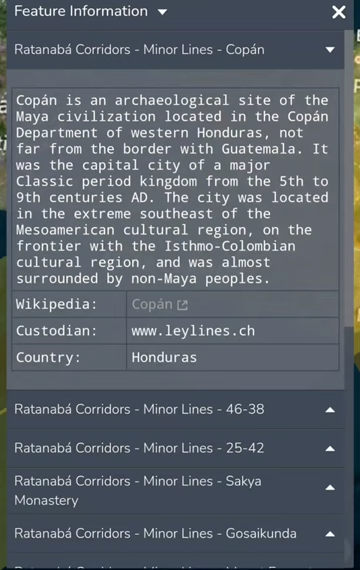 Feature Information
Ratanabá Corridors - Minor Lines - Copán
Copán is an archaeological site of the
Maya civilization located in the Copán
Department of western Honduras, not
far from the border with Guatemala. It
was the capital city of a major
Classic period kingdom from the 5th to
9th centuries AD. The city was located
in the extreme southeast of the
Mesoamerican cultural region, on the
frontier with the Isthmo-Colombian
cultural region, and was almost
surrounded by non-Maya peoples.
Wikipedia: Copán
Custodian: www.leylines.ch
Country: Honduras
Ratanabá Corridors - Minor Lines - 46-38
Ratanabá Corridors - Minor Lines - 25-42
Ratanabá Corridors - Minor Lines - Sakya
Monastery
Ratanabá Corridors - Minor Lines - Gosaikunda